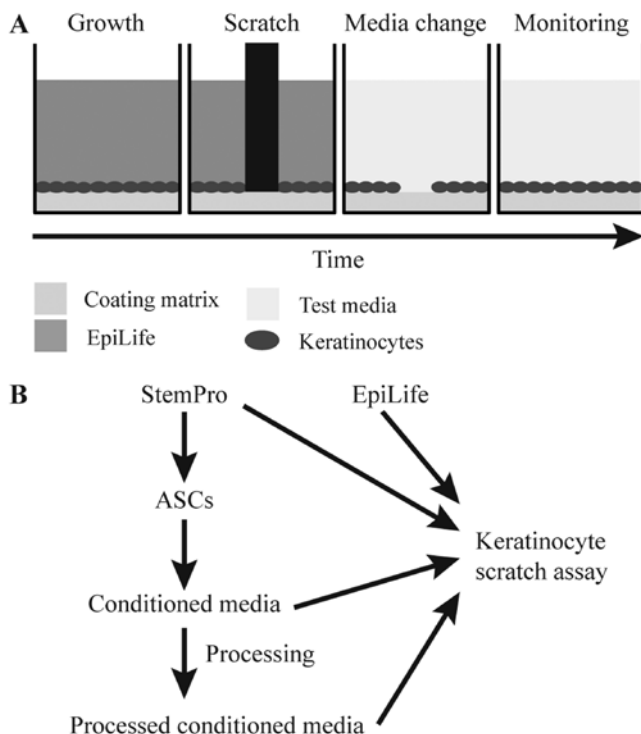 A
Growth
Scratch
Media change
Monitoring
Time
Coating matrix
Test media
EpiLife
Keratinocytes
B
StemPro
EpiLife
ASCs
Keratinocyte
scratch assay
Conditioned media
Processing
Processed conditioned media